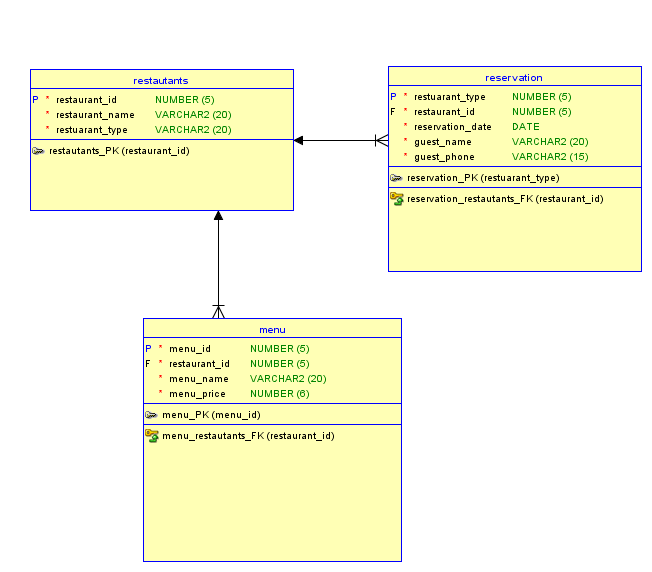 restautants
P * restaurant_id NUMBER (5)
* restaurant_name VARCHAR2 (20)
* restuarant_type VARCHAR2 (20)
restautants_PK (restaurant_id)
reservation
P * restuarant_type NUMBER (5)
F * restaurant_id NUMBER (5)
* reservation_date DATE
* guest_name VARCHAR2 (20)
* guest_phone VARCHAR2 (15)
reservation_PK (restuarant_type)
reservation_restautants_FK (restaurant_id)
menu
P * menu_id NUMBER (5)
F * restaurant_id NUMBER (5)
* menu_name VARCHAR2 (20)
* menu_price NUMBER (6)
menu_PK (menu_id)
menu_restautants_FK (restaurant_id)